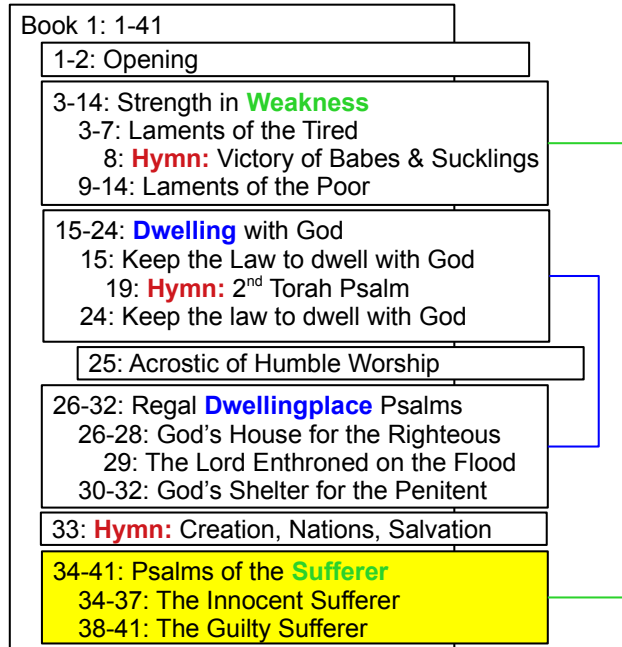 Book 1: 1-41
1-2: Opening
3-14: Strength in Weakness
3-7: Laments of the Tired
8: Hymn: Victory of Babes & Sucklings
9-14: Laments of the Poor
15-24: Dwelling with God
15: Keep the Law to dwell with God
19: Hymn: 2nd Torah Psalm
24: Keep the law to dwell with God
25: Acrostic of Humble Worship
26-32: Regal Dwellingplace Psalms
26-28: God's House for the Righteous
29: The Lord Enthroned on the Flood
30-32: God's Shelter for the Penitent
33: Hymn: Creation, Nations, Salvation
34-41: Psalms of the Sufferer
34-37: The Innocent Sufferer
38-41: The Guilty Sufferer